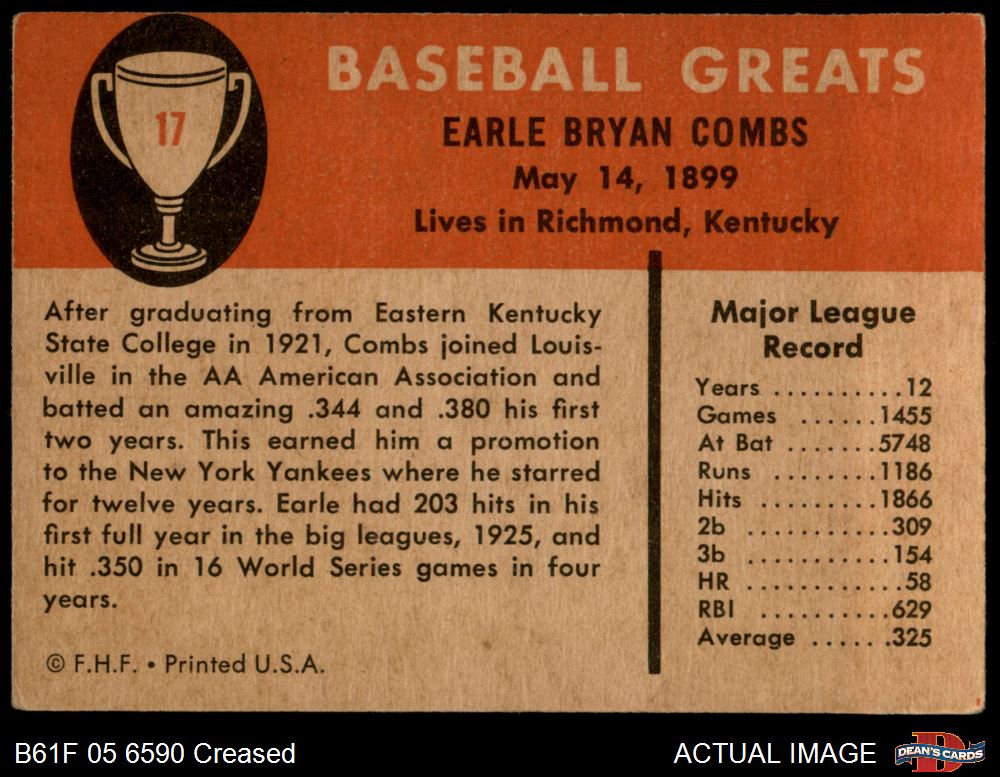 17
BASEBALL GREATS
EARLE BRYAN COMBS
May 14, 1899
Lives in Richmond, Kentucky
After graduating from Eastern Kentucky
State College in 1921, Combs joined Louis-
ville in the AA American Association and
batted an amazing .344 and .380 his first
two years. This earned him a promotion
to the New York Yankees where he starred
for twelve years. Earle had 203 hits in his
first full year in the big leagues, 1925, and
hit .350 in 16 World Series games in four
years.
© F.H.F. • Printed U.S.A.
Major League
Record
Years ..........12
Games ......1455
At Bat .......5748
Runs .........1186
Hits .........1866
2b ..........309
3b ..........154
HR ...........58
RBI ..........629
Average ......325
B61F 05 6590 Creased
ACTUAL IMAGE
DEAN'S CARDS